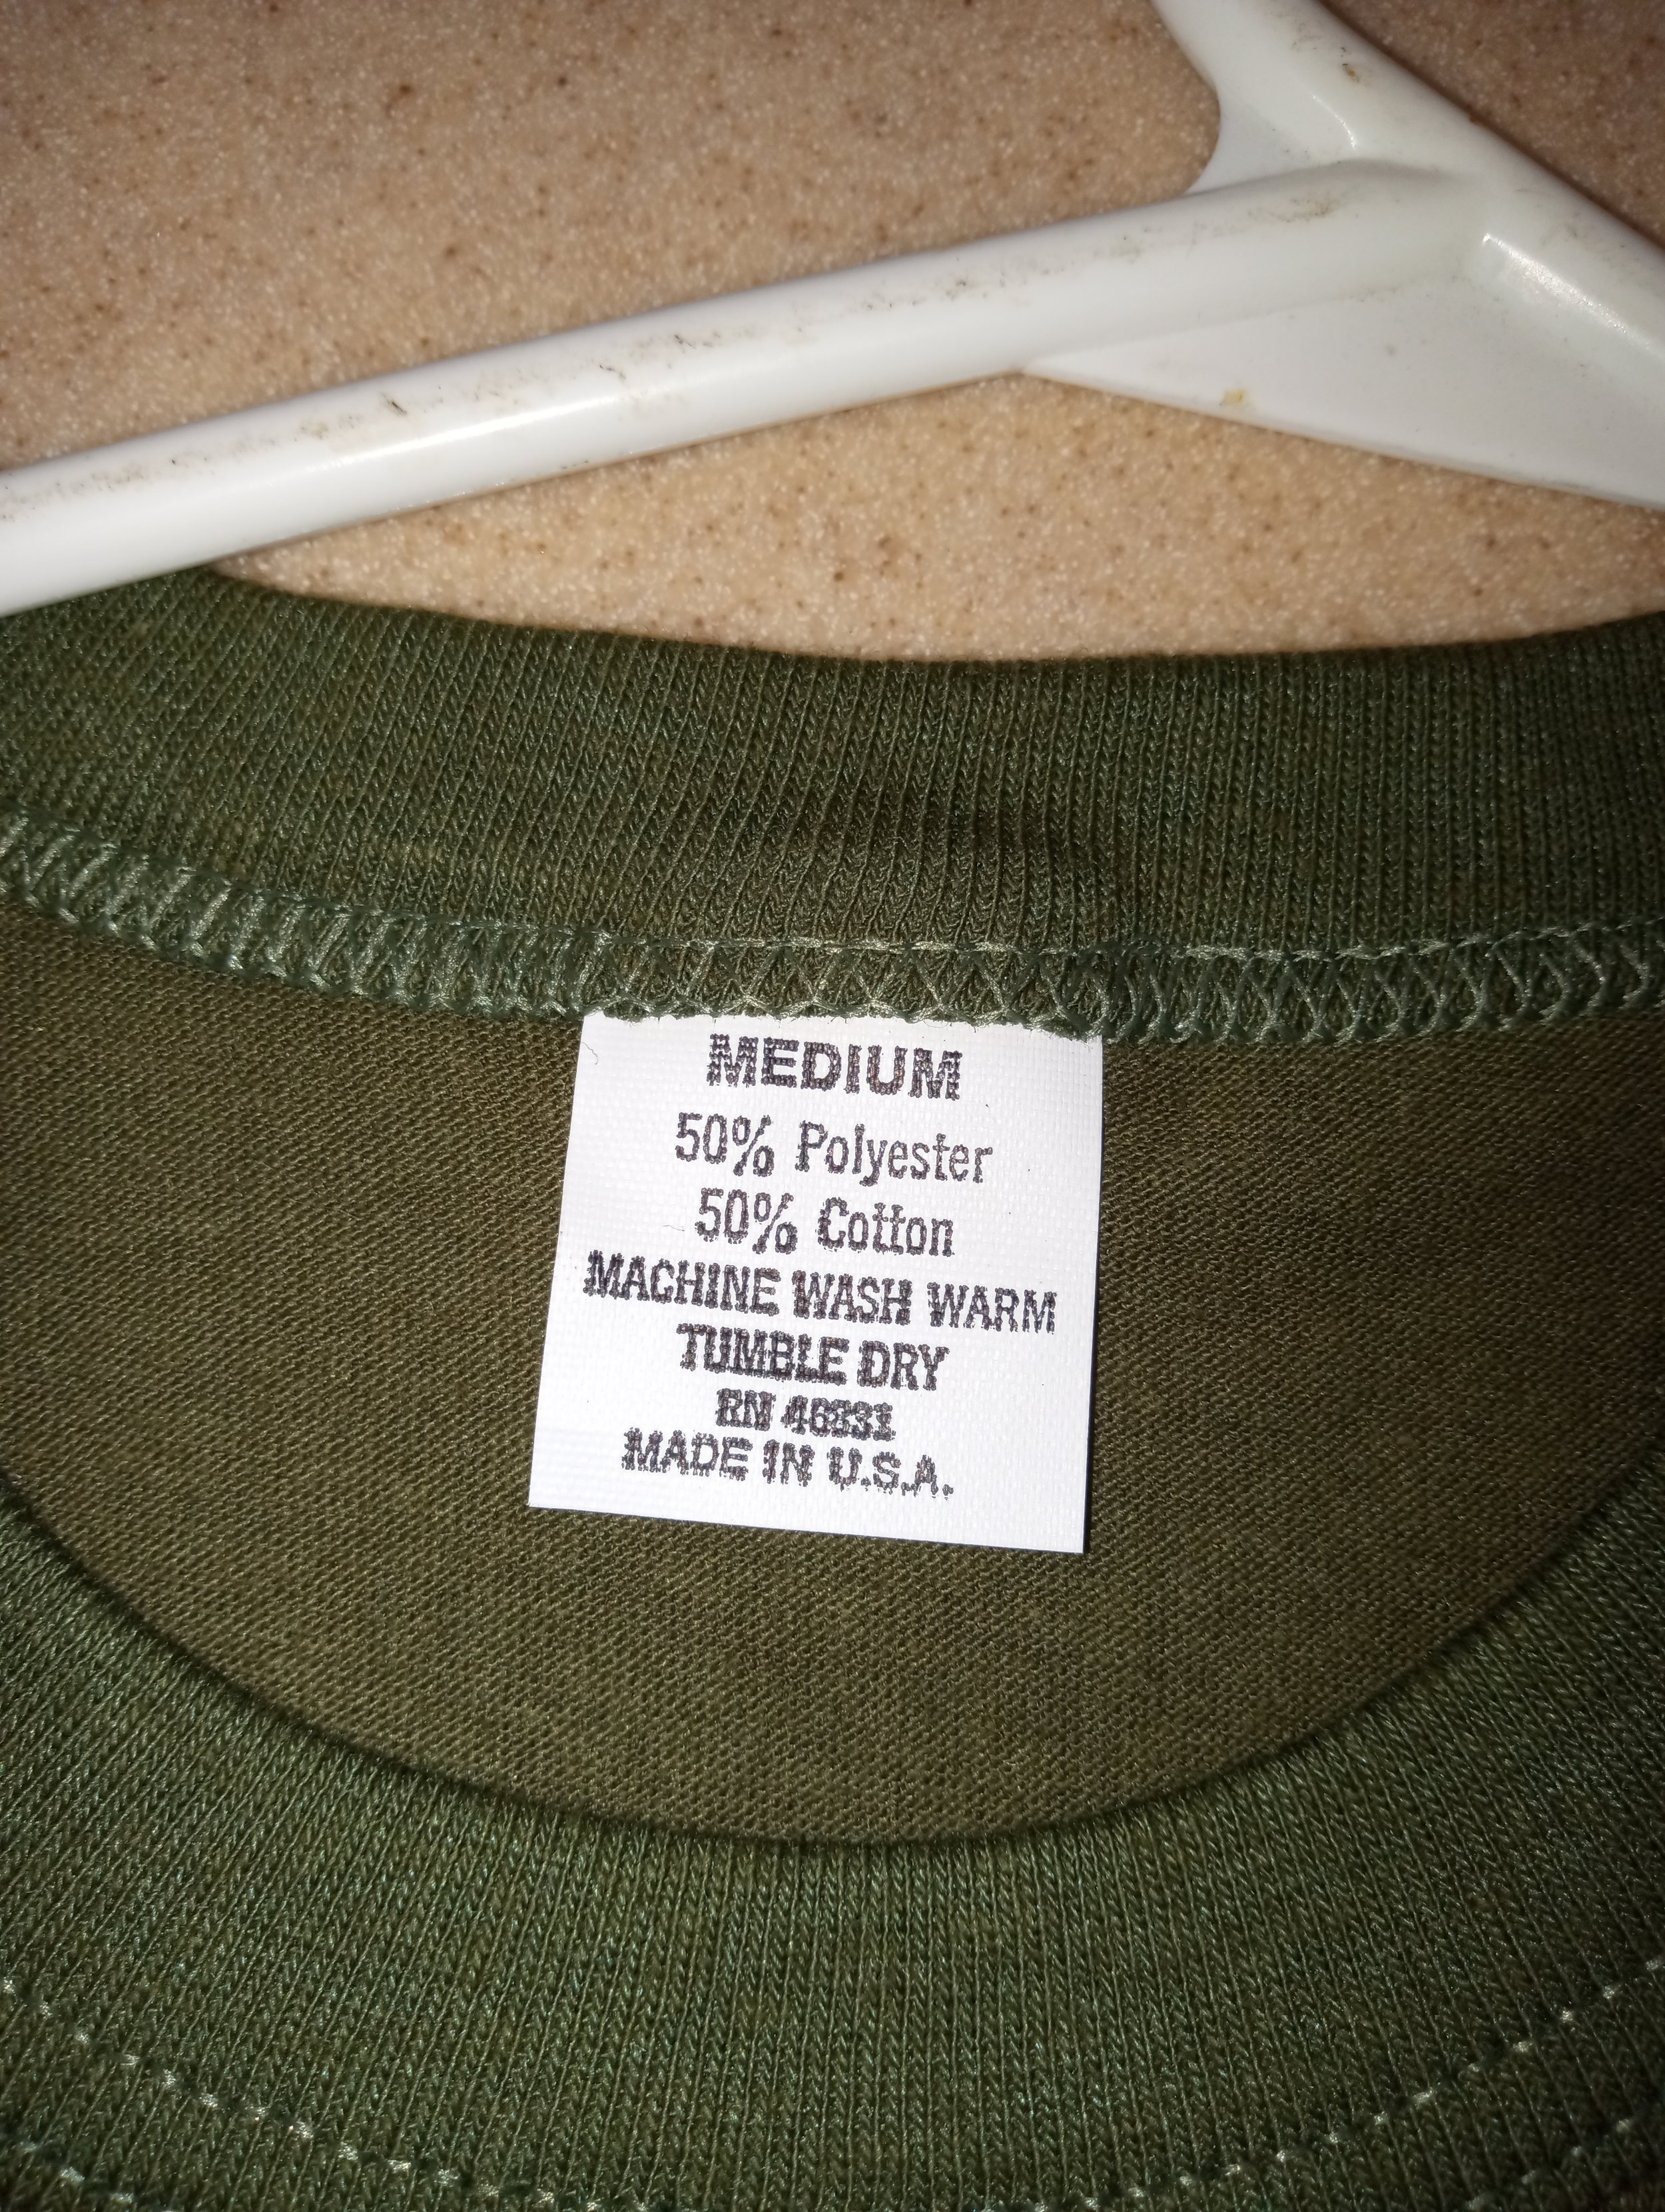 MEDIUM
50% Polyester
50% Cotton
MACHINE WASH WARM
TUMBLE DRY
RN
MADE IN U.S.A.